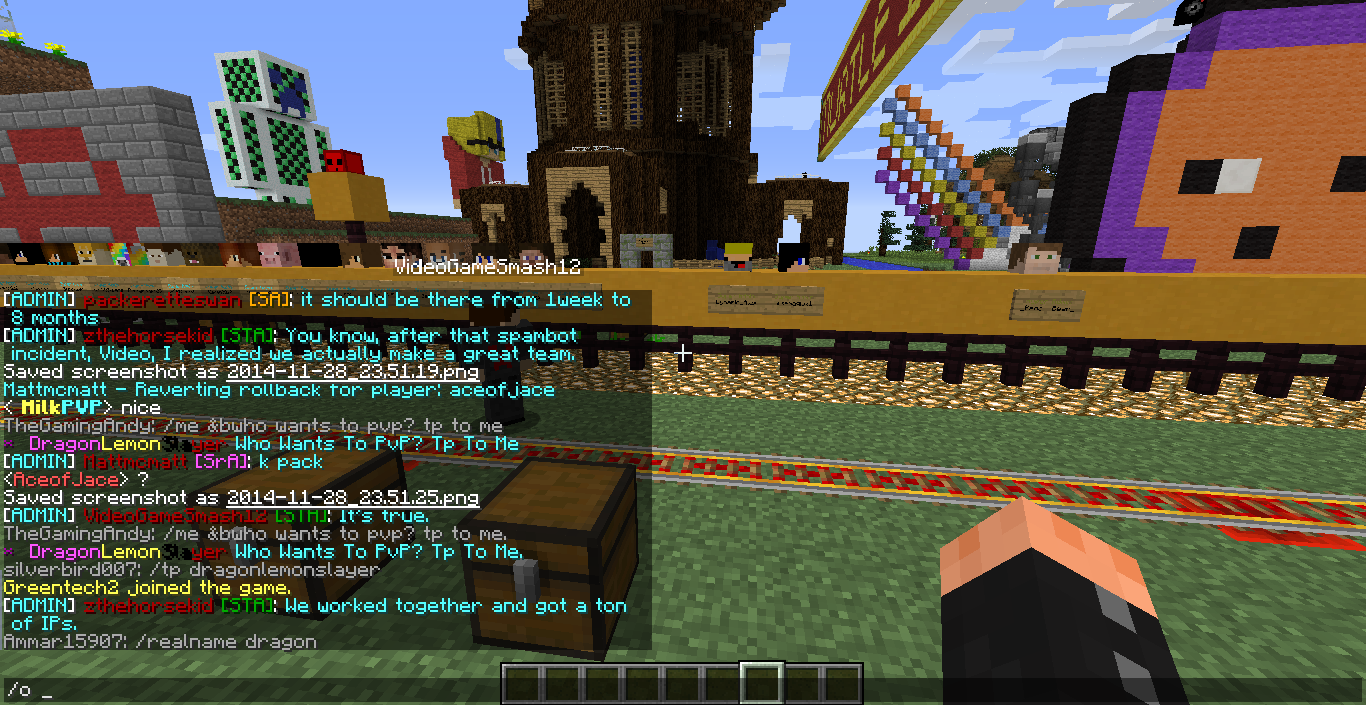 VideoGameSmash12
[ADMIN] packeretteswan [SA]: it should be there from 1week to
8 months
[ADMIN] zthehorsekid [STA]: You know, after that spambot
incident, Video, I realized we actually make a great team.
Saved screenshot as 2014-11-28_23.51.19.png
Mattmcmatt - Reverting rollback for player: aceofjace
< MilkPVP> nice
TheGamingAndy: /me &bwho wants to pvp? tp to me
* DragonLemonSlayer Who Wants To PvP? Tp To Me
[ADMIN] Mattmcmatt [SrA]: k pack
<AceofJace> ?
Saved screenshot as 2014-11-28_23.51.25.png
[ADMIN] VideoGameSmash12 [STA]: It's true.
TheGamingAndy: /me &bwho wants to pvp? tp to me.
* DragonLemonSlayer Who Wants To PvP? Tp To Me.
silverbird007: /tp dragonlemonslayer
Greentech2 joined the game.
[ADMIN] zthehorsekid [STA]: We worked together and got a ton
of IPs.
Ammar15907: /realname dragon
/o _